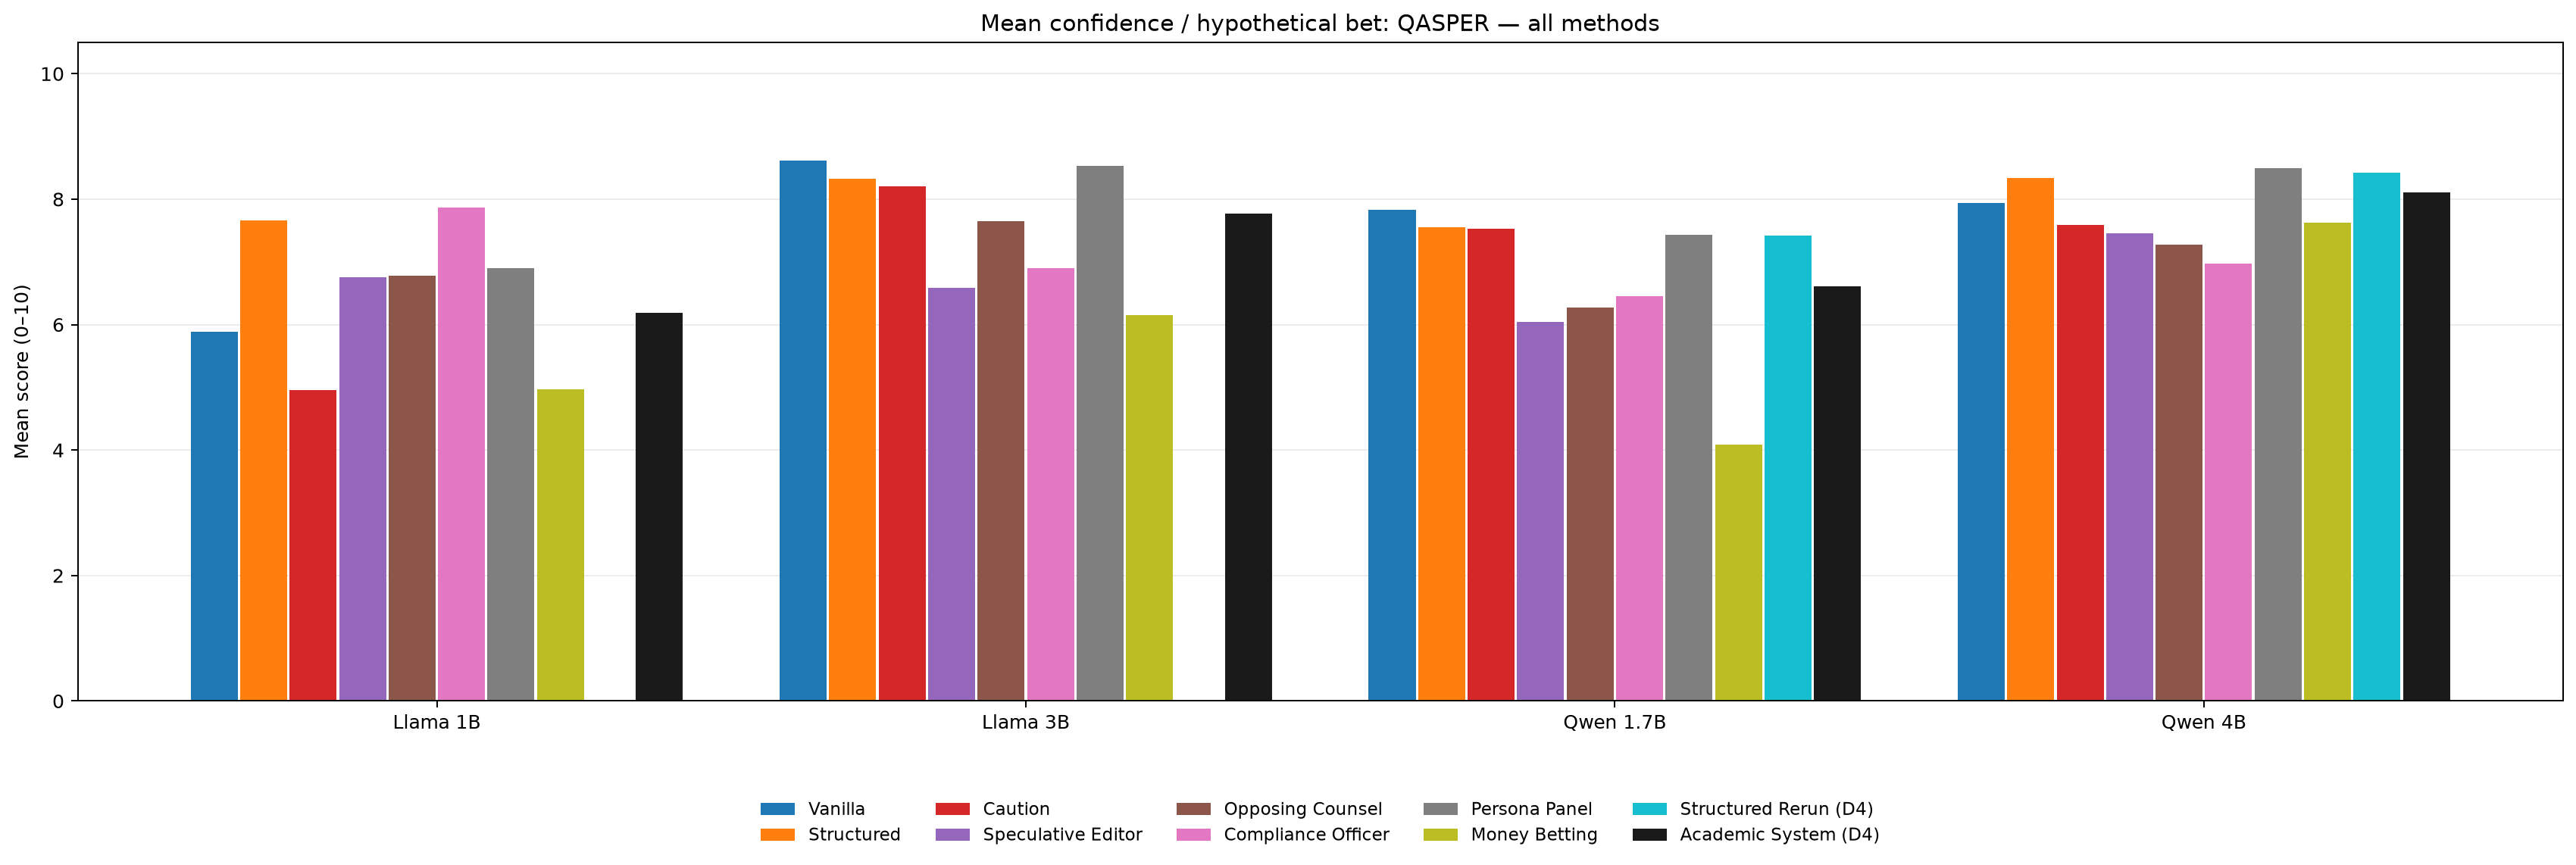 Mean confidence / hypothetical bet: QASPER — all methods
Mean score (0–10)
10
8
6
4
2
0
Llama 1B
Llama 3B
Qwen 1.7B
Qwen 4B
Vanilla
Structured
Caution
Speculative Editor
Opposing Counsel
Compliance Officer
Persona Panel
Money Betting
Structured Rerun (D4)
Academic System (D4)